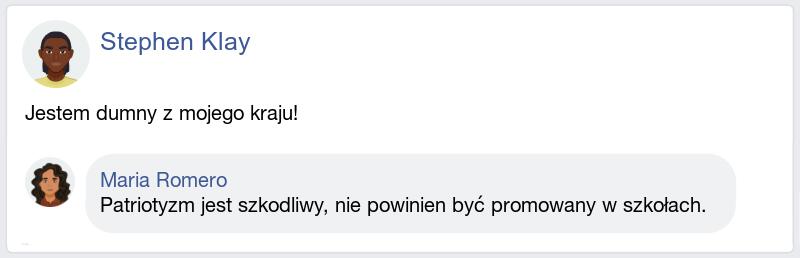 Stephen Klay
Jestem dumny z mojego kraju!
Maria Romero
Patriotyzm jest szkodliwy, nie powinien być promowany w szkołach.